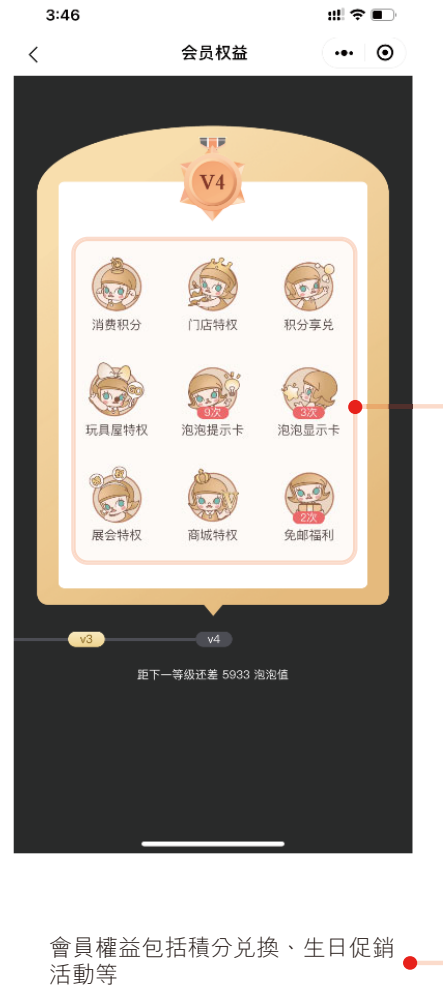 3:46
会员权益
V4
消费积分 门店特权 积分享兑
9次 3次
玩具屋特权 泡泡提示卡 泡泡显示卡
2次
展会特权 商城特权 免邮福利
v3 v4
距下一等级还差 5933 泡泡值
會員權益包括積分兑換、生日促銷
活動等